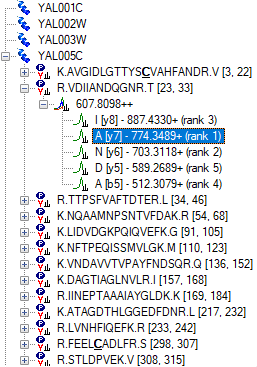 YAL001C
YAL002W
YAL003W
YAL005C
K.AVGIDLGTTYSCVAHFANDR.V [3, 22]
R.VDIIANDQGNR.T [23, 33]
607.8098++
I [y8] - 887.4330+ (rank 3)
A [y7] - 774.3489+ (rank 1)
N [y6] - 703.3118+ (rank 2)
D [y5] - 589.2689+ (rank 5)
A [b5] - 512.3079+ (rank 4)
R.TTPSFVAFTDTER.L [34, 46]
K.NQAAMNPSNTVFDAK.R [54, 68]
K.LIDVDGKPQIQVEFK.G [91, 105]
K.NFTPEQISSMVLGK.M [110, 123]
K.VNDAVVTVPAYFNDSQR.Q [136, 152]
K.DAGTIAGLNVLR.I [157, 168]
R.IINEPTAAAIAYGLDK.K [169, 184]
K.ATAGDTHLGGEDFDNR.L [217, 232]
R.LVNHFIQEFK.R [233, 242]
R.FEELCADLFR.S [298, 307]
R.STLDPVEK.V [308, 315]